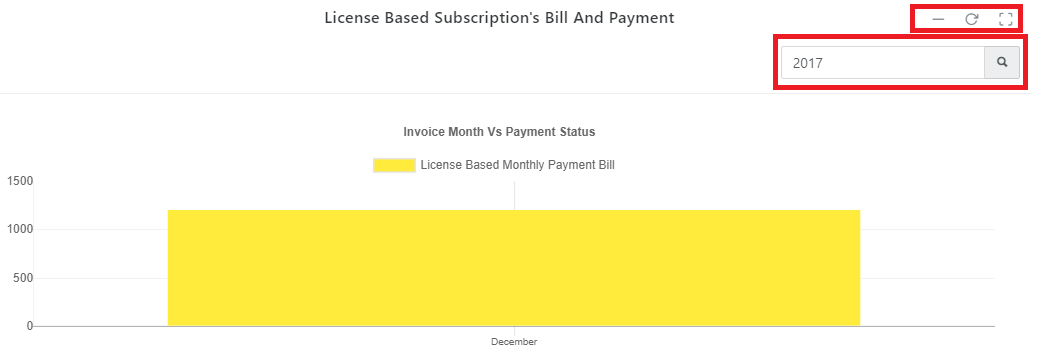 License Based Subscription's Bill And Payment
2017
Invoice Month Vs Payment Status
License Based Monthly Payment Bill
1500
1000
500
0
December